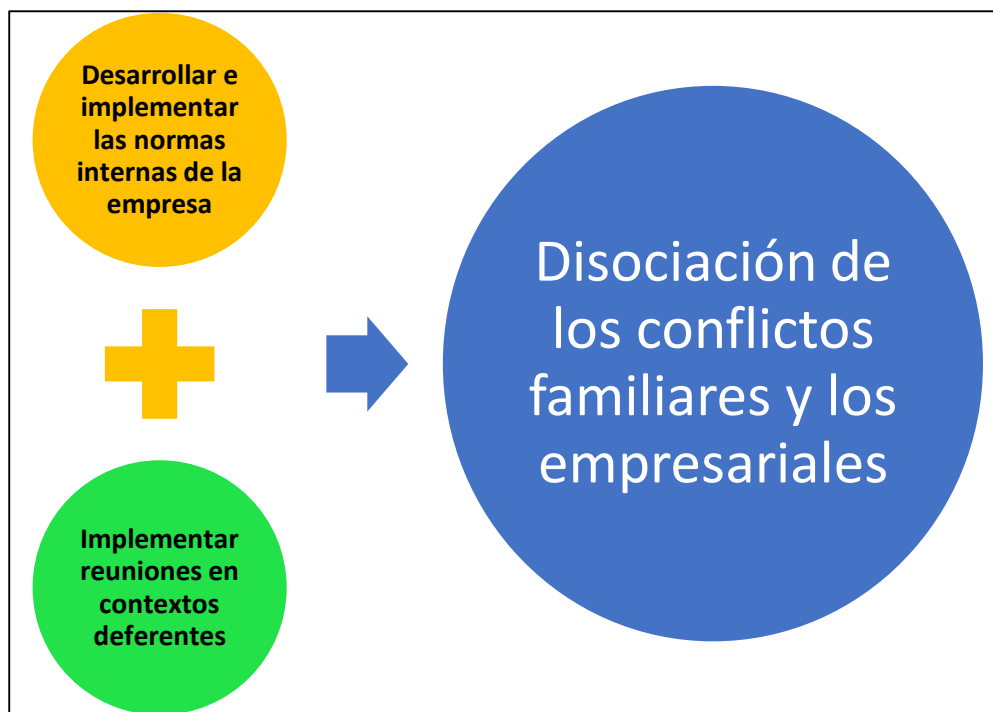 Desarrollar e
implementar
las normas
internas de la
empresa
Implementar
reuniones en
contextos
deferentes
Disociación de
los conflictos
familiares y los
empresariales